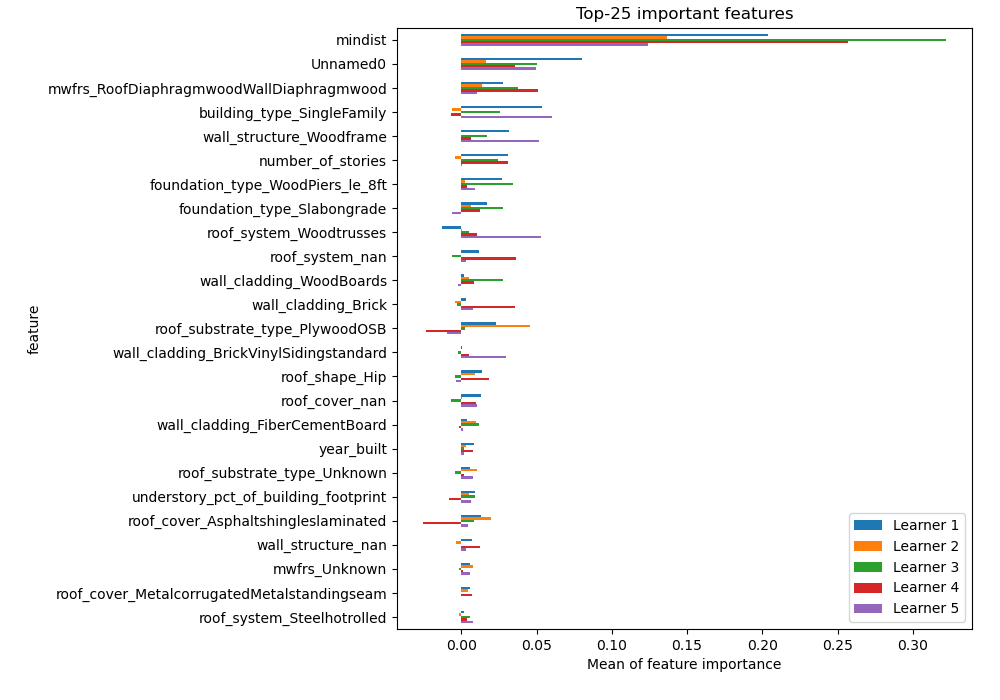 Top-25 important features
mindist
Unnamed0
mwfrs_RoofDiaphragmwoodWallDiaphragmwood
building_type_SingleFamily
wall_structure_Woodframe
number_of_stories
foundation_type_WoodPiers_le_8ft
foundation_type_Slabongrade
roof_system_Woodtrusses
roof_system_nan
wall_cladding_WoodBoards
wall_cladding_Brick
roof_substrate_type_PlywoodOSB
wall_cladding_BrickVinylSidingstandard
roof_shape_Hip
roof_cover_nan
wall_cladding_FiberCementBoard
year_built
roof_substrate_type_Unknown
understory_pct_of_building_footprint
roof_cover_Asphaltshingleslaminated
wall_structure_nan
mwfrs_Unknown
roof_cover_MetalcorrugatedMetalstandingseam
roof_system_Steelhotrolled
feature
Learner 1
Learner 2
Learner 3
Learner 4
Learner 5
0.00 0.05 0.10 0.15 0.20 0.25 0.30
Mean of feature importance